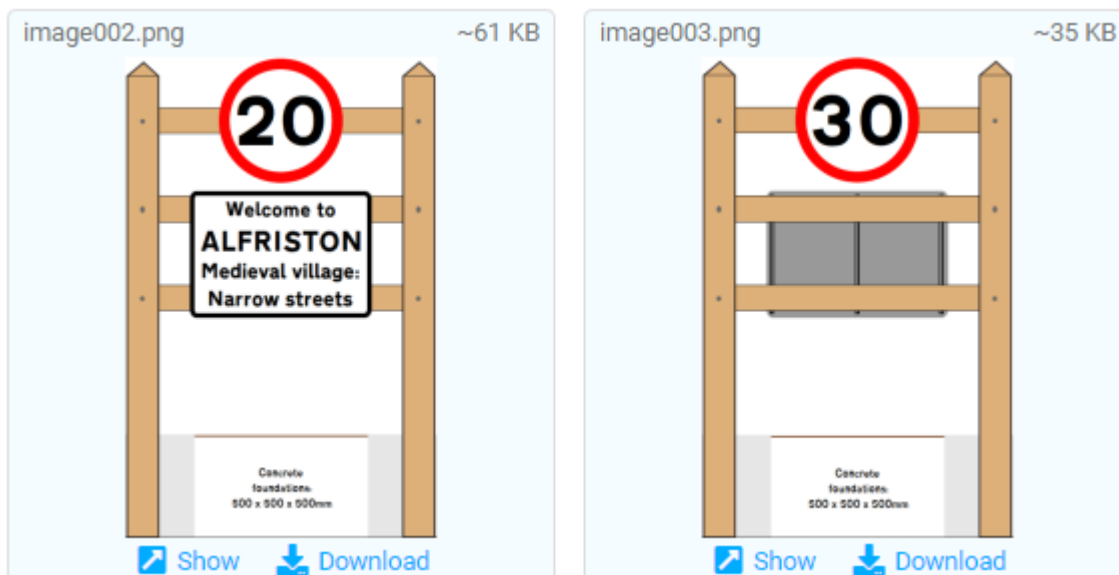 image002.png ~61 KB
20
Welcome to
ALFRISTON
Medieval village:
Narrow streets
Concrete
foundations:
500 x 500 x 500mm
Show Download
image003.png ~35 KB
30
Concrete
foundations:
500 x 500 x 500mm
Show Download